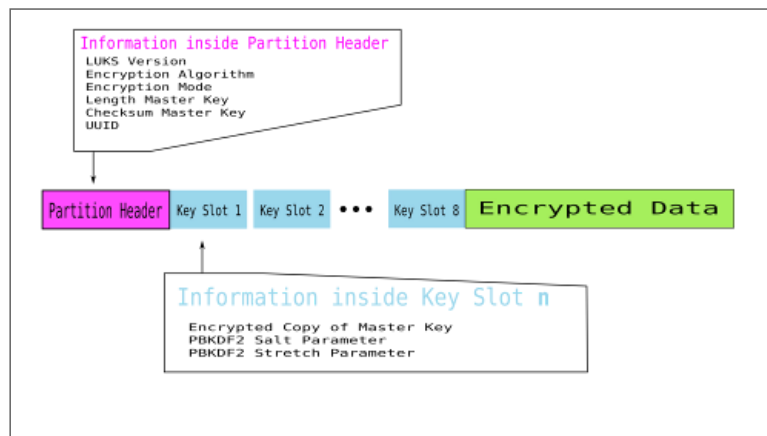 Information inside Partition Header
LUKS Version
Encryption Algorithm
Encryption Mode
Length Master Key
Checksum Master Key
UUID
Partition Header Key Slot 1 Key Slot 2 ••• Key Slot 8 Encrypted Data
Information inside Key Slot n
Encrypted Copy of Master Key
PBKDF2 Salt Parameter
PBKDF2 Stretch Parameter